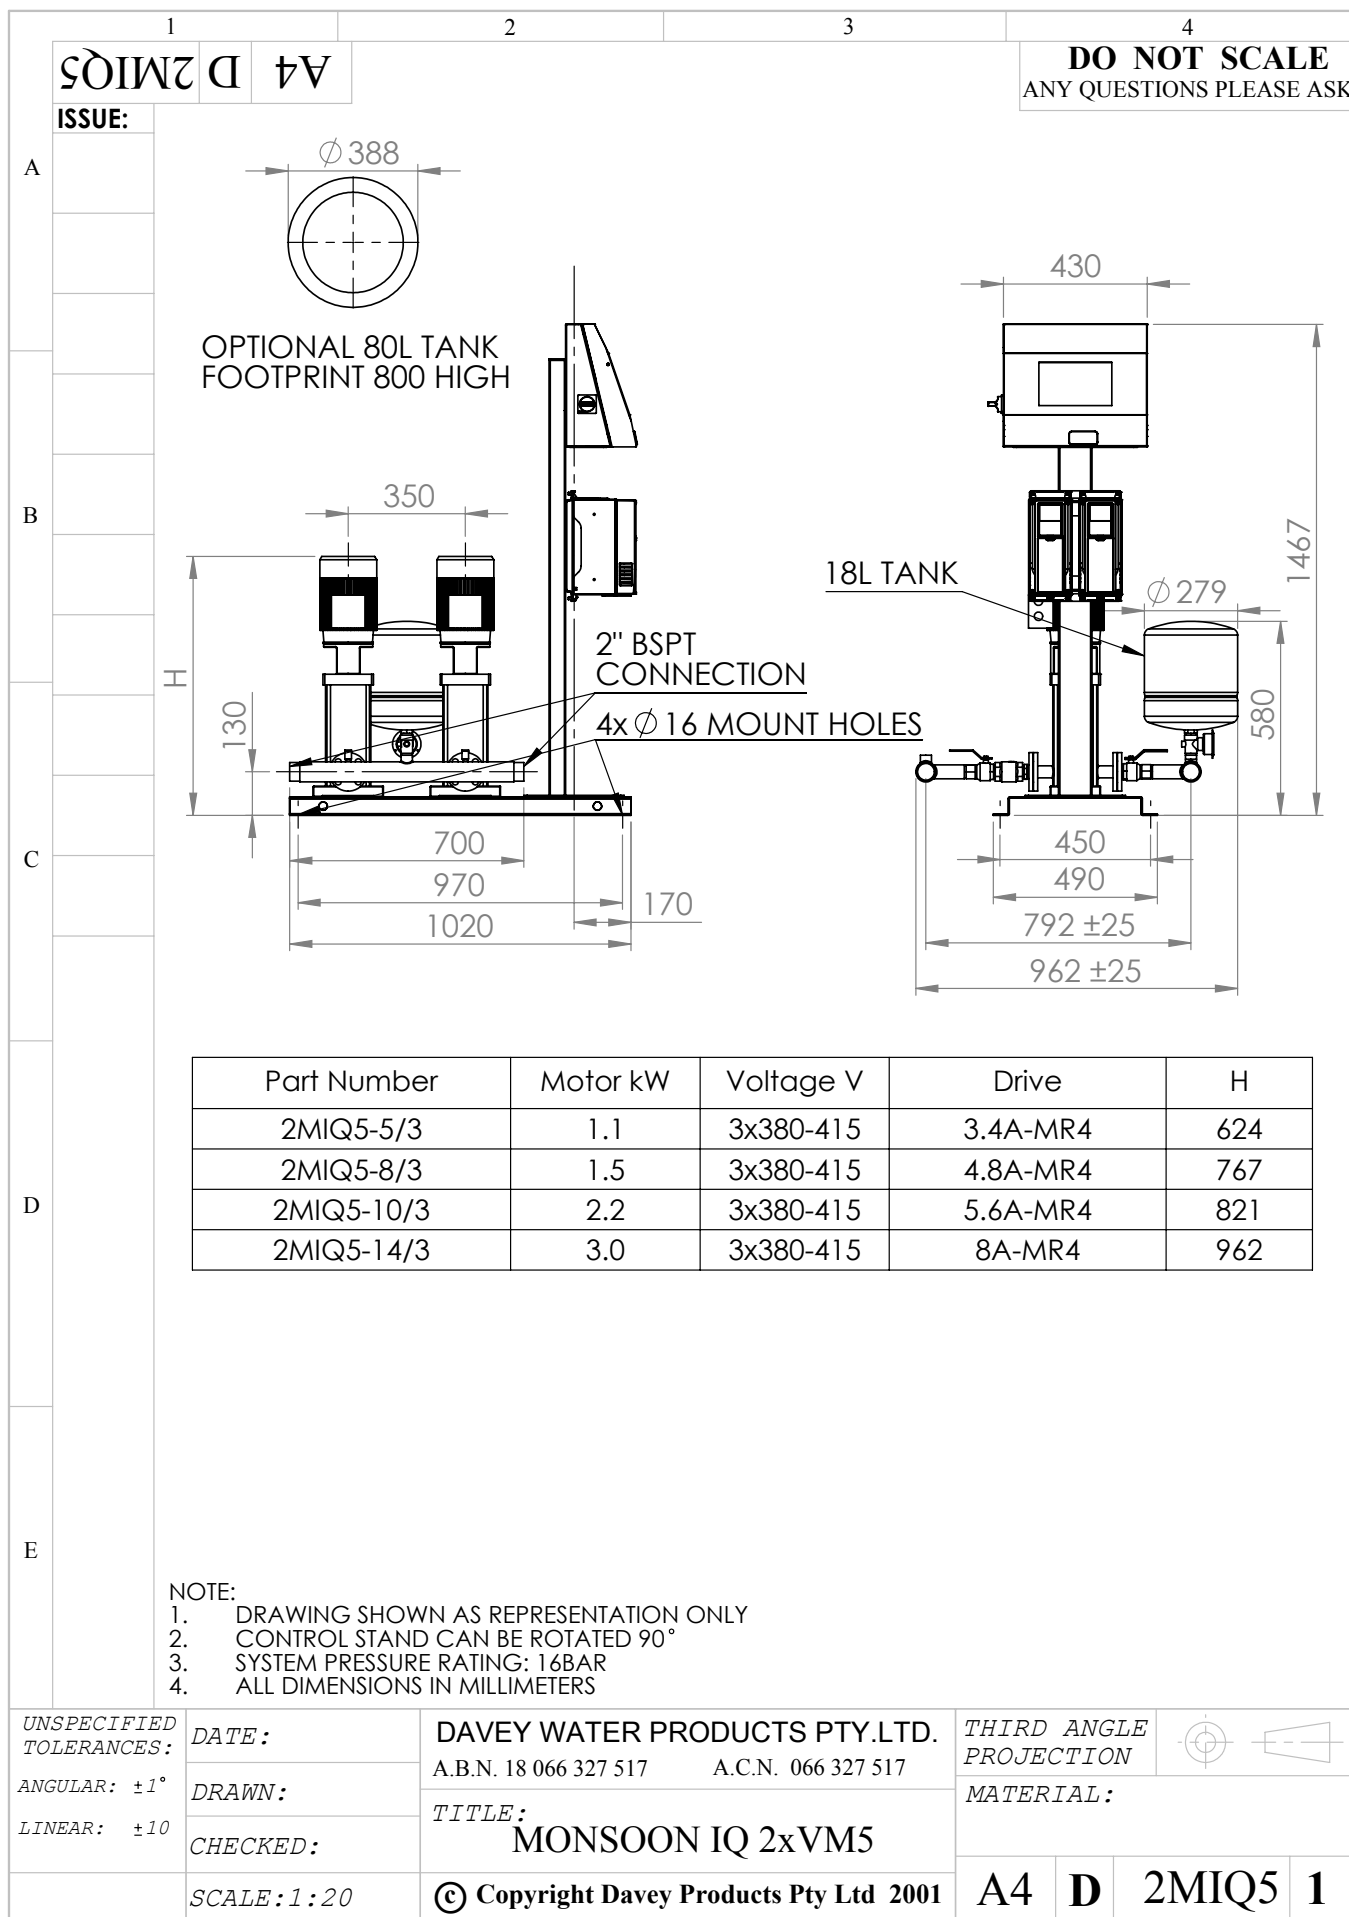 1 2 3 4
2MIQ5 D A4
DO NOT SCALE
ANY QUESTIONS PLEASE ASK
ISSUE:
A
B
C
D
E
⌀388
OPTIONAL 80L TANK
FOOTPRINT 800 HIGH
350
H
130
2" BSPT
CONNECTION
4x ⌀16 MOUNT HOLES
700
970
1020
170
430
1467
18L TANK
⌀279
580
450
490
792 ±25
962 ±25
Part Number Motor kW Voltage V Drive H
2MIQ5-5/3 1.1 3x380-415 3.4A-MR4 624
2MIQ5-8/3 1.5 3x380-415 4.8A-MR4 767
2MIQ5-10/3 2.2 3x380-415 5.6A-MR4 821
2MIQ5-14/3 3.0 3x380-415 8A-MR4 962
NOTE:
1. DRAWING SHOWN AS REPRESENTATION ONLY
2. CONTROL STAND CAN BE ROTATED 90°
3. SYSTEM PRESSURE RATING: 16BAR
4. ALL DIMENSIONS IN MILLIMETERS
UNSPECIFIED
TOLERANCES:
ANGULAR: ±1°
LINEAR: ±10
DATE:
DRAWN:
CHECKED:
SCALE:1:20
DAVEY WATER PRODUCTS PTY.LTD.
A.B.N. 18 066 327 517 A.C.N. 066 327 517
TITLE:
MONSOON IQ 2xVM5
© Copyright Davey Products Pty Ltd 2001
THIRD ANGLE
PROJECTION
MATERIAL:
A4 D 2MIQ5 1